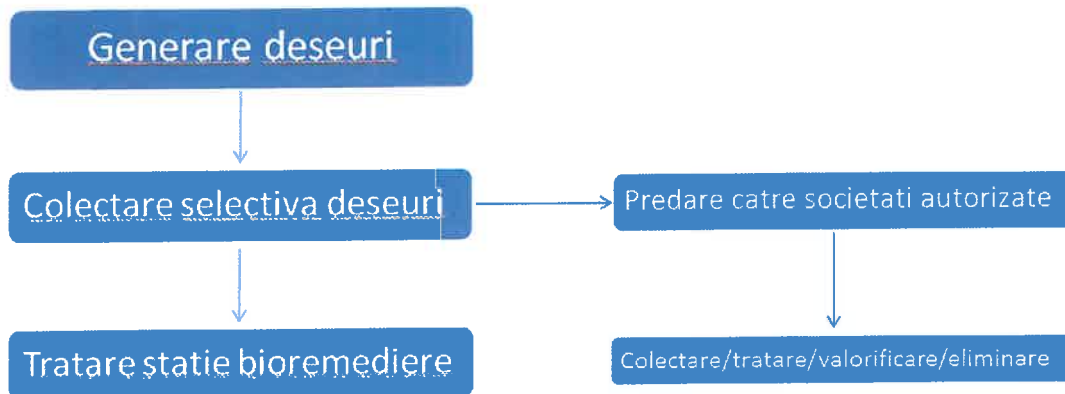 Generare deseuri
Colectare selectiva deseuri
Predare catre societati autorizate
Tratare statie bioremediere
Colectare/tratare/valorificare/eliminare